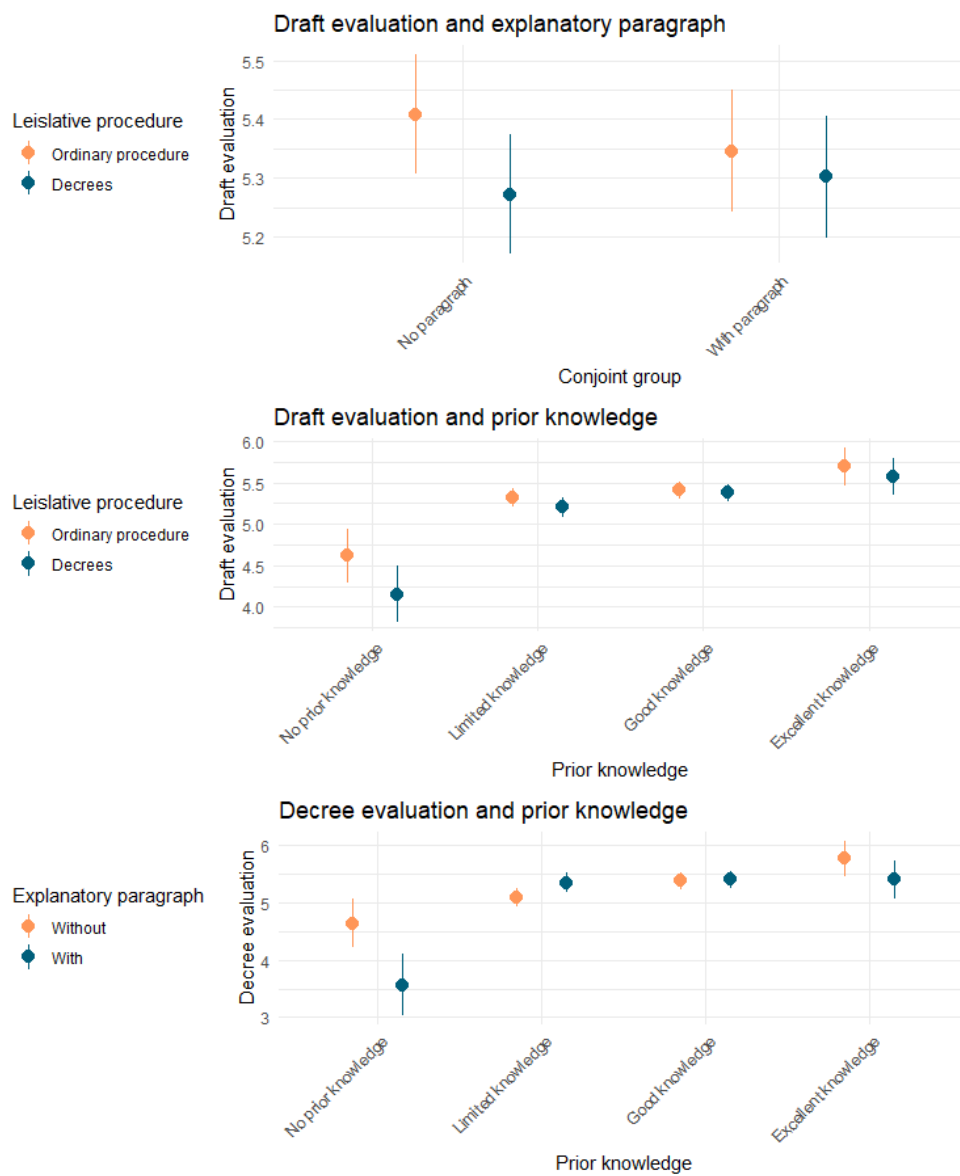 Draft evaluation and explanatory paragraph
Leislative procedure
Ordinary procedure
Decrees
Draft evaluation
5.5
5.4
5.3
5.2
No paragraph
With paragraph
Conjoint group
Draft evaluation and prior knowledge
Leislative procedure
Ordinary procedure
Decrees
Draft evaluation
6.0
5.5
5.0
4.5
4.0
No prior knowledge
Limited knowledge
Good knowledge
Excellent knowledge
Prior knowledge
Decree evaluation and prior knowledge
Explanatory paragraph
Without
With
Decree evaluation
6
5
4
3
No prior knowledge
Limited knowledge
Good knowledge
Excellent knowledge
Prior knowledge